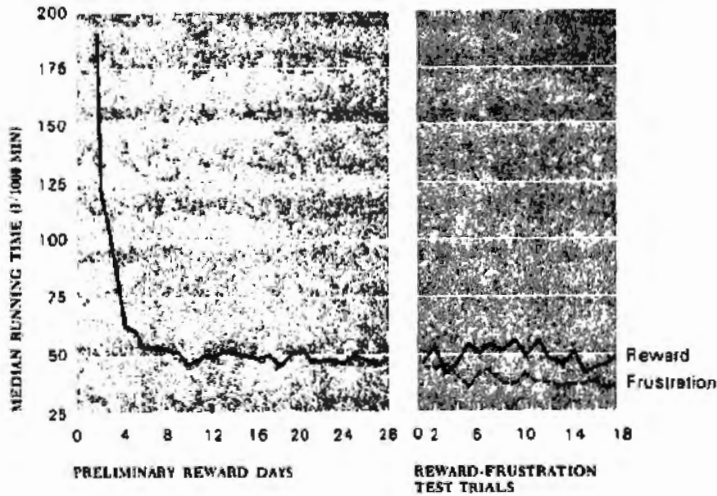 200
175
150
125
100
75
50
25
MEDIAN RUNNING TIME (1/1000 MIN)
0 4 8 12 16 20 24 28
PRELIMINARY REWARD DAYS
Reward
Frustration
0 2 6 10 14 18
REWARD-FRUSTRATION
TEST TRIALS